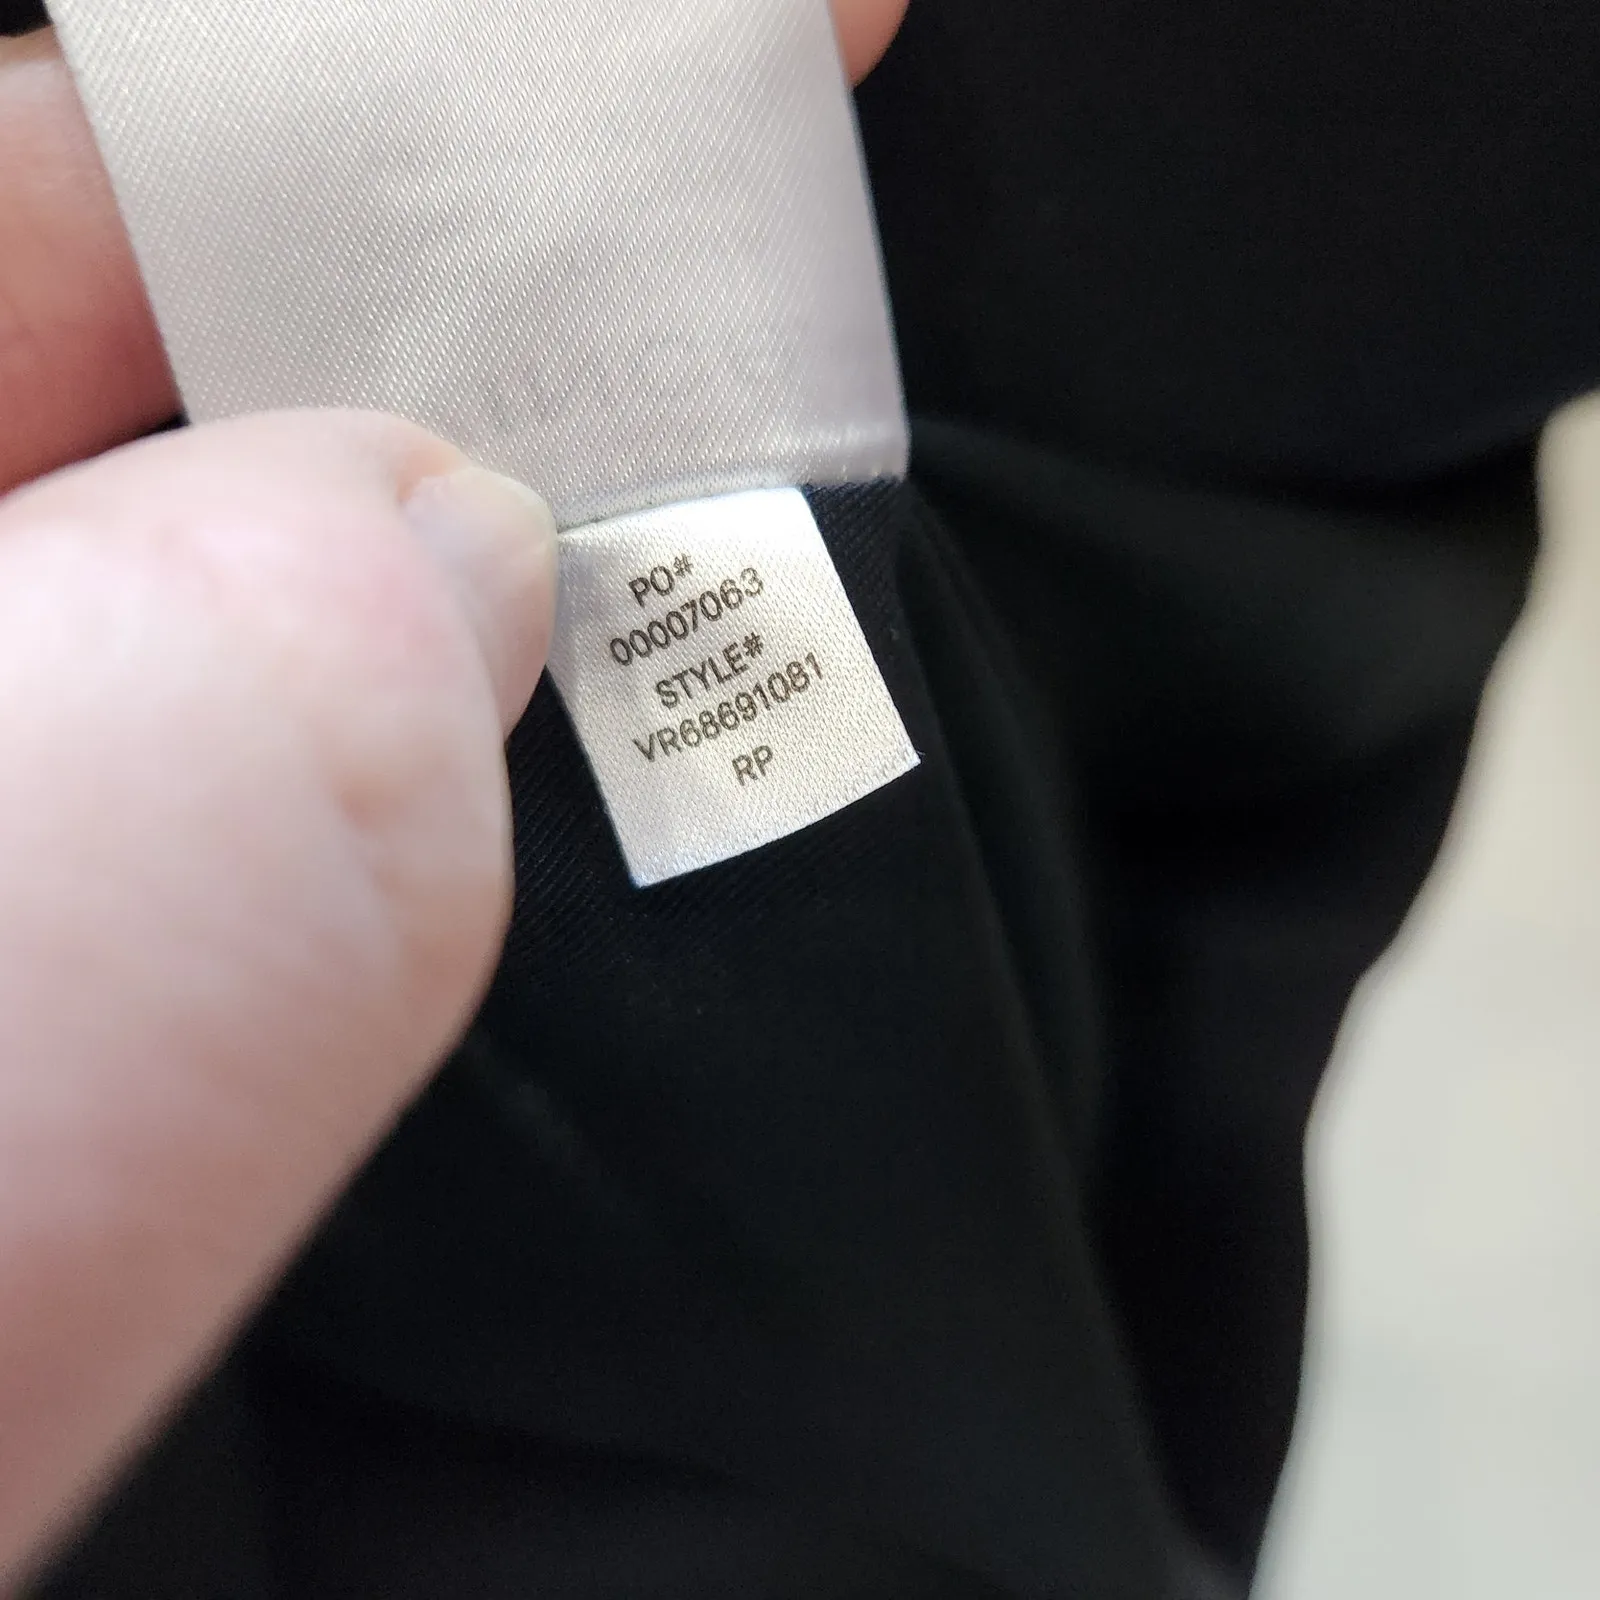 PO#
00007063
STYLE#
VR68691081
RP